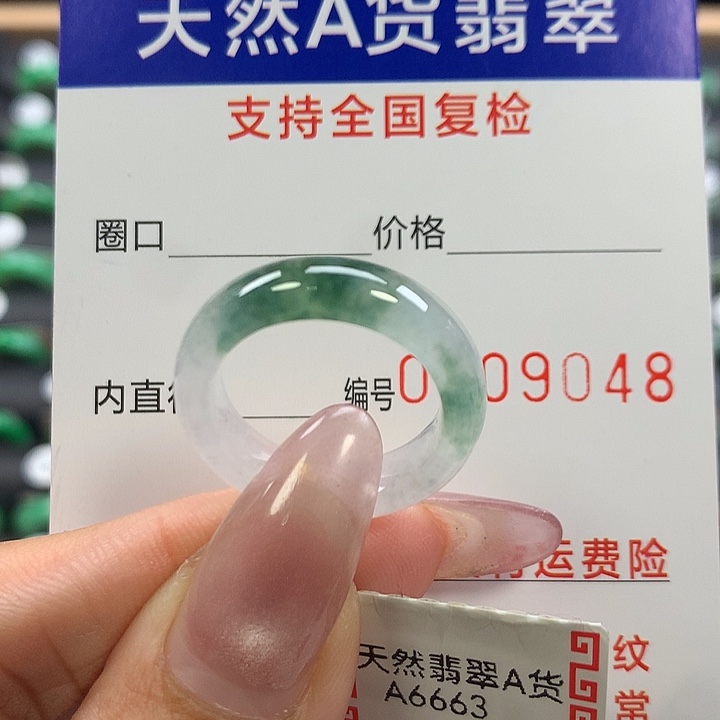 天然A货翡翠
支持全国复检
圈口 价格
内直 编号 09048
运费险
天然翡翠A货
A6663
纹